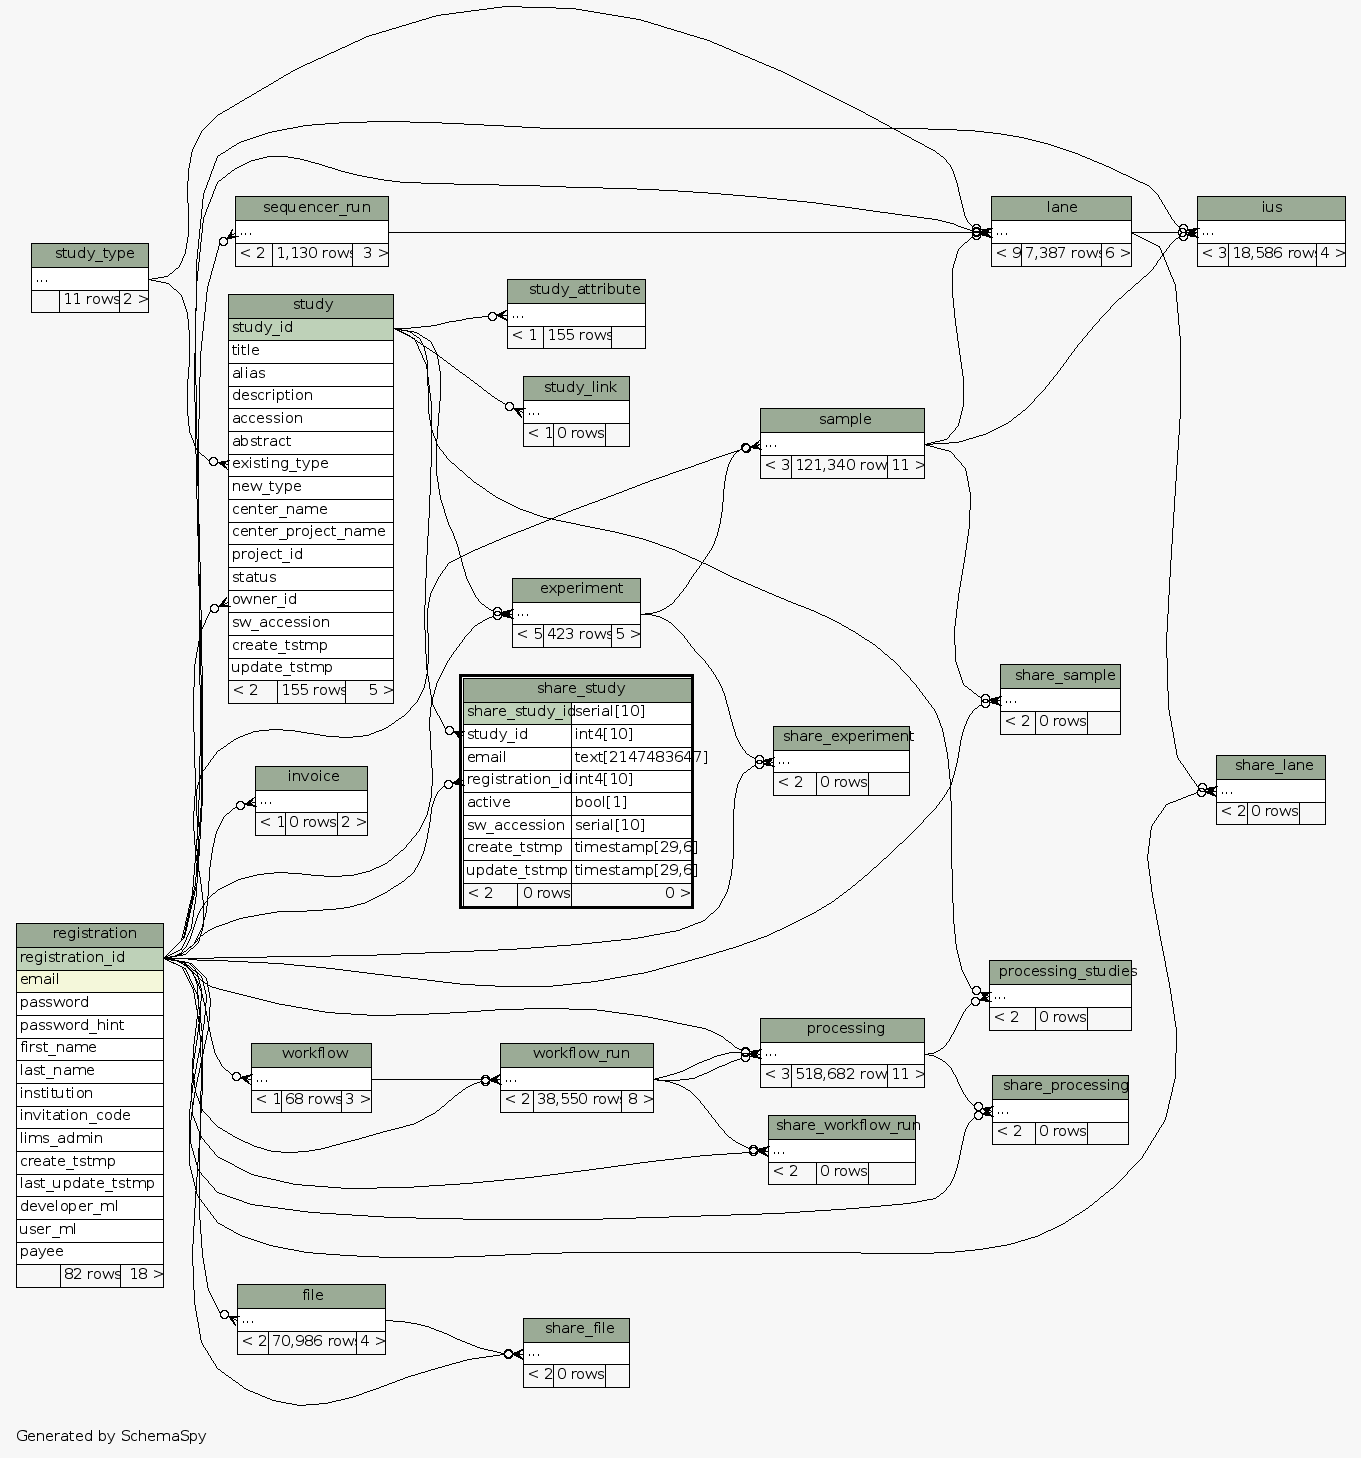 sequencer_run
...
< 2 1,130 rows 3 >
lane
...
< 9 7,387 rows 6 >
ius
...
< 3 18,586 rows 4 >
study_type
...
11 rows 2 >
study
study_id
title
alias
description
accession
abstract
existing_type
new_type
center_name
center_project_name
project_id
status
owner_id
sw_accession
create_tstmp
update_tstmp
< 2 155 rows 5 >
study_attribute
...
< 1 155 rows
study_link
...
< 1 0 rows
sample
...
< 3 121,340 row 11 >
experiment
...
< 5 423 rows 5 >
share_study
share_study_id serial[10]
study_id int4[10]
email text[2147483647]
registration_id int4[10]
active bool[1]
sw_accession serial[10]
create_tstmp timestamp[29,6]
update_tstmp timestamp[29,6]
< 2 0 rows 0 >
share_sample
...
< 2 0 rows
share_experiment
...
< 2 0 rows
share_lane
...
< 2 0 rows
invoice
...
< 1 0 rows 2 >
registration
registration_id
email
password
password_hint
first_name
last_name
institution
invitation_code
lims_admin
create_tstmp
last_update_tstmp
developer_ml
user_ml
payee
82 rows 18 >
processing_studies
...
< 2 0 rows
workflow
...
< 1 68 rows 3 >
workflow_run
...
< 2 38,550 rows 8 >
processing
...
< 3 518,682 row 11 >
share_processing
...
< 2 0 rows
share_workflow_run
...
< 2 0 rows
file
...
< 2 70,986 rows 4 >
share_file
...
< 2 0 rows
Generated by SchemaSpy